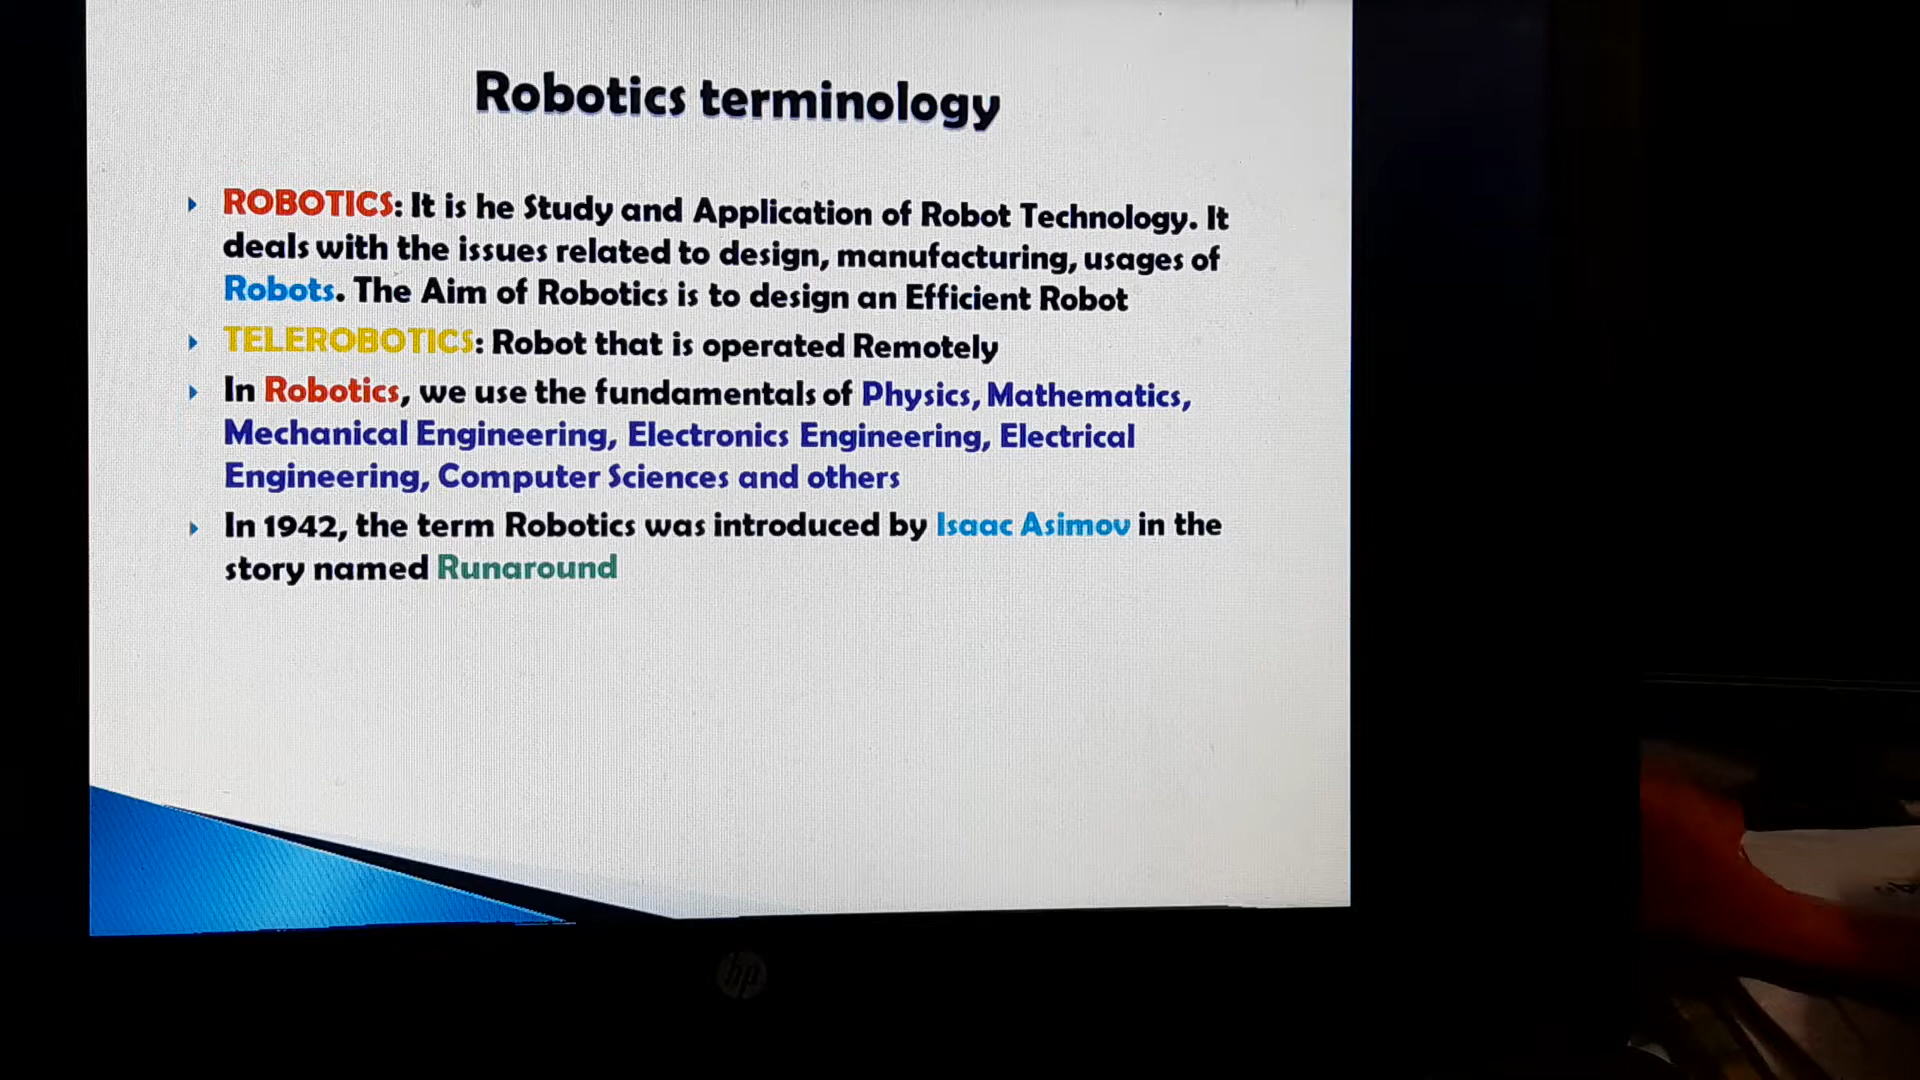 Robotics terminology
ROBOTICS: It is he Study and Application of Robot Technology. It
deals with the issues related to design, manufacturing, usages of
Robots. The Aim of Robotics is to design an Efficient Robot
TELEROBOTICS: Robot that is operated Remotely
In Robotics, we use the fundamentals of Physics, Mathematics,
Mechanical Engineering, Electronics Engineering, Electrical
Engineering, Computer Sciences and others
In 1942, the term Robotics was introduced by Isaac Asimov in the
story named Runaround
hp